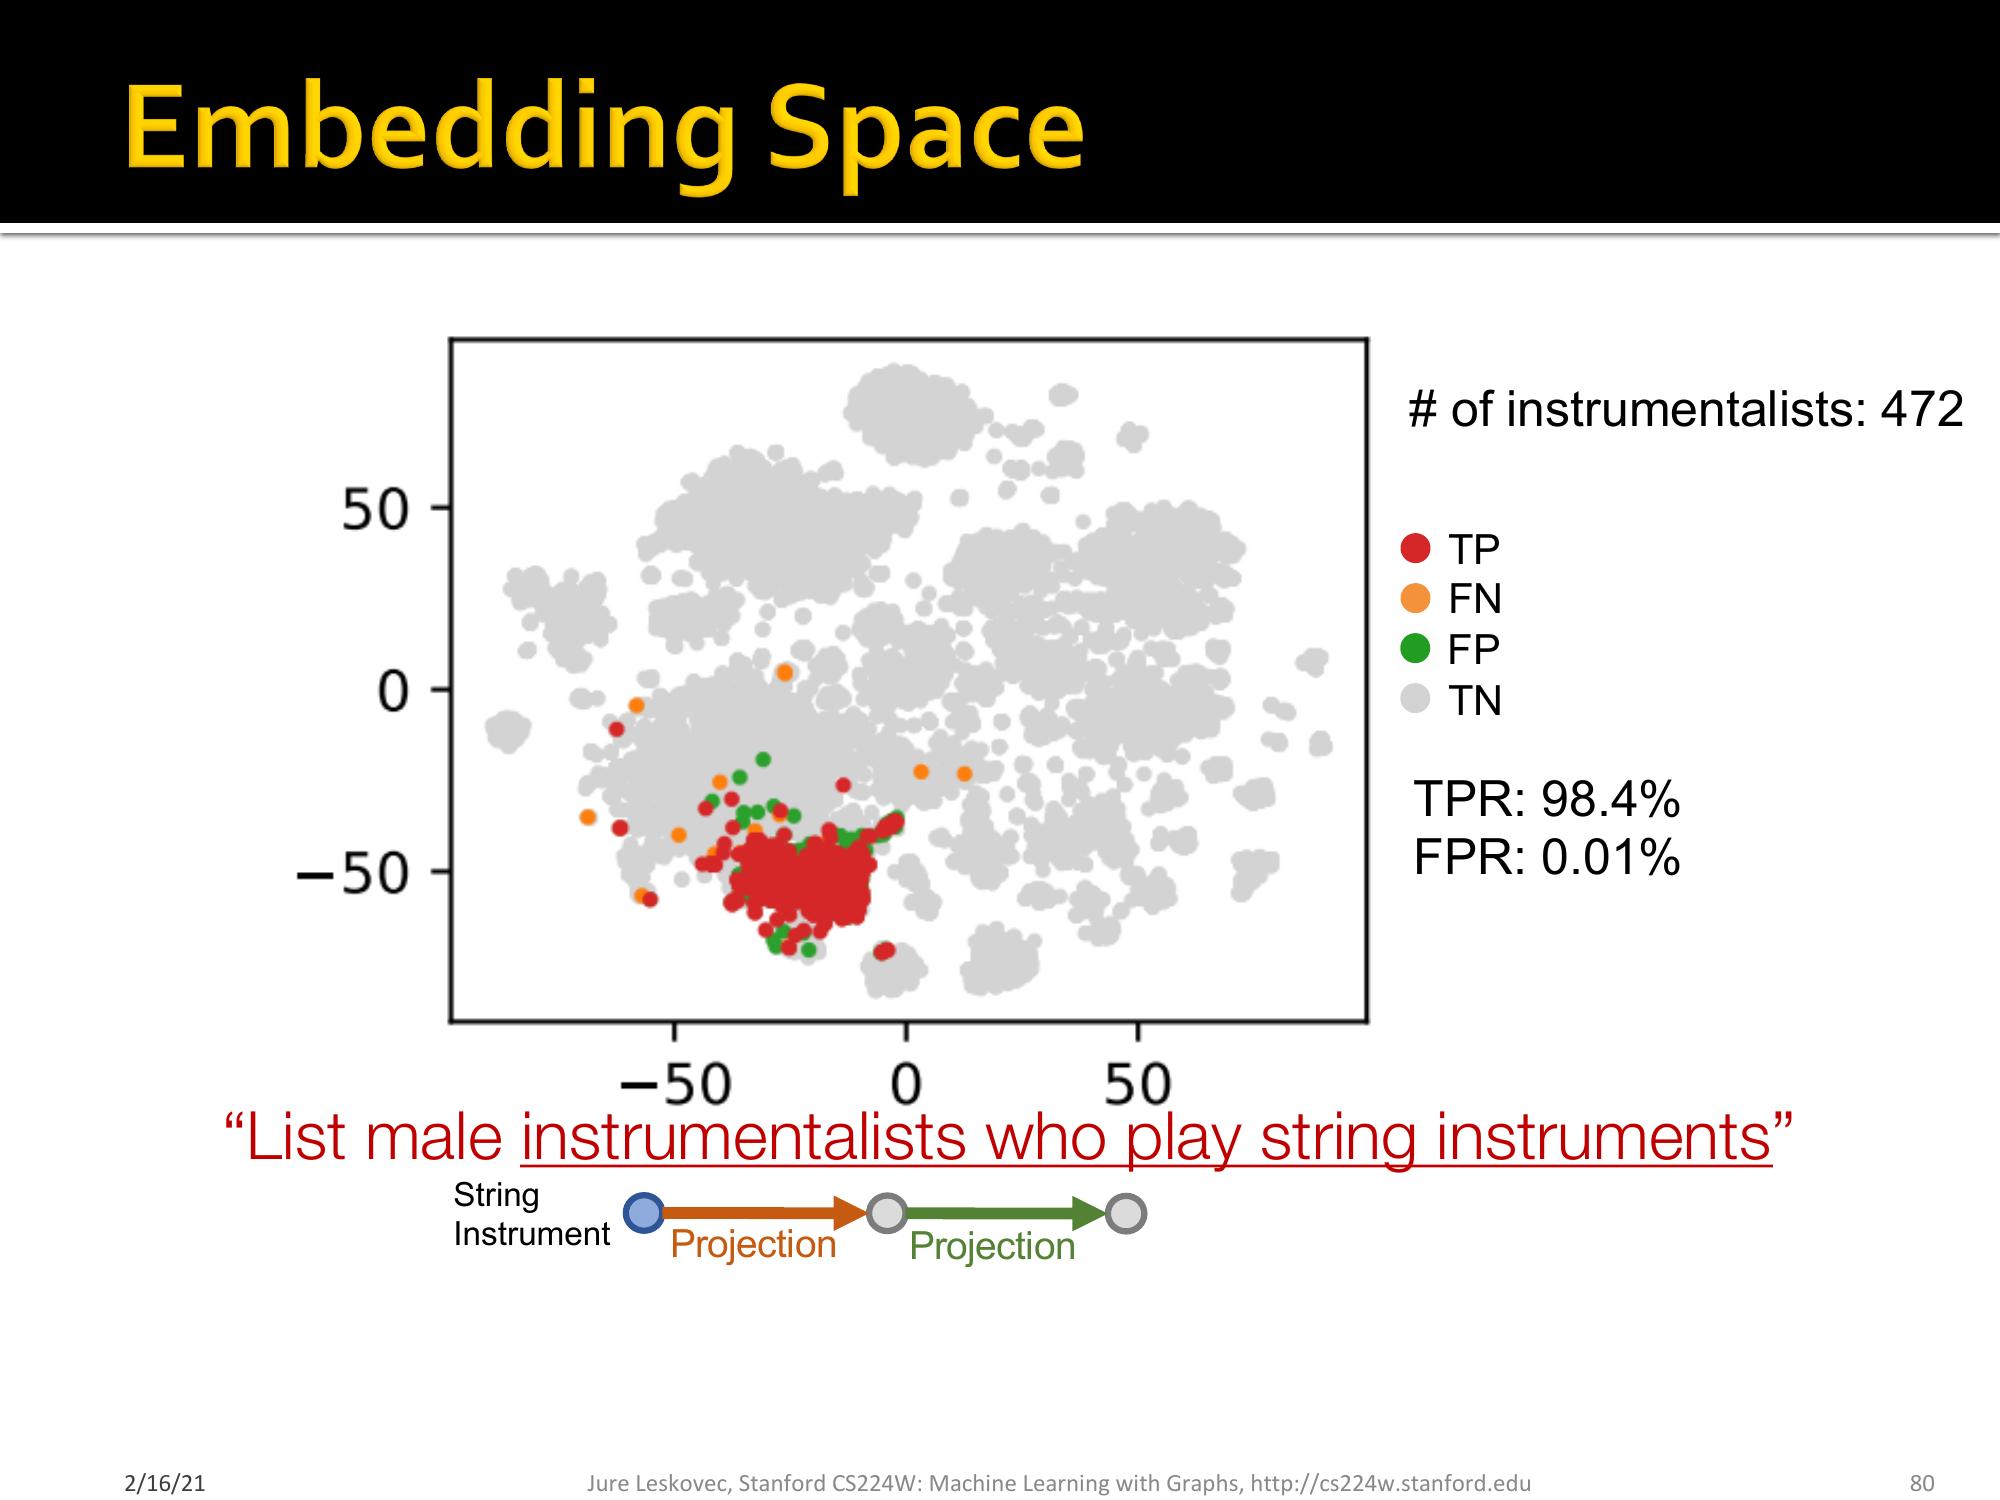 Embedding Space
# of instrumentalists: 472
50
0
−50
TP
FN
FP
TN
TPR: 98.4%
FPR: 0.01%
−50 0 50
“List male instrumentalists who play string instruments”
String
Instrument
Projection
Projection
2/16/21
Jure Leskovec, Stanford CS224W: Machine Learning with Graphs, http://cs224w.stanford.edu
80